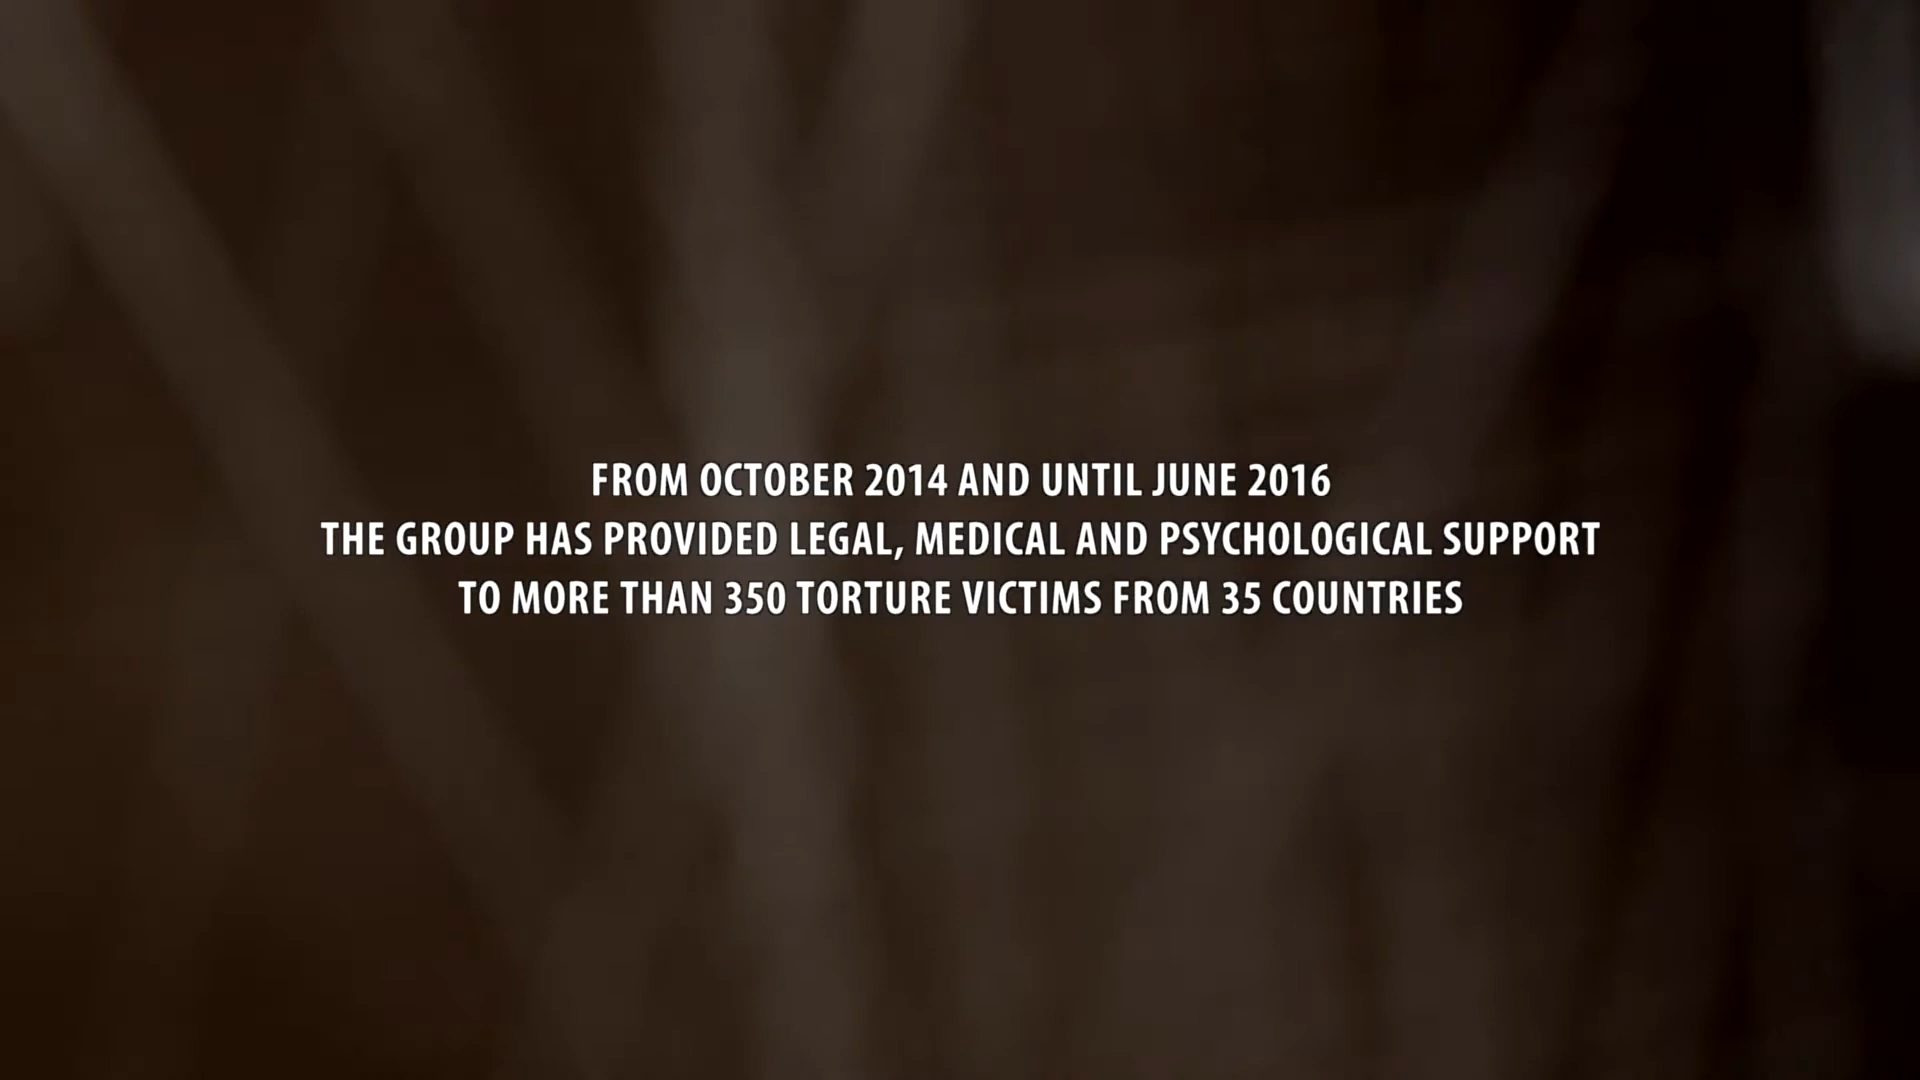 FROM OCTOBER 2014 AND UNTIL JUNE 2016
THE GROUP HAS PROVIDED LEGAL, MEDICAL AND PSYCHOLOGICAL SUPPORT
TO MORE THAN 350 TORTURE VICTIMS FROM 35 COUNTRIES